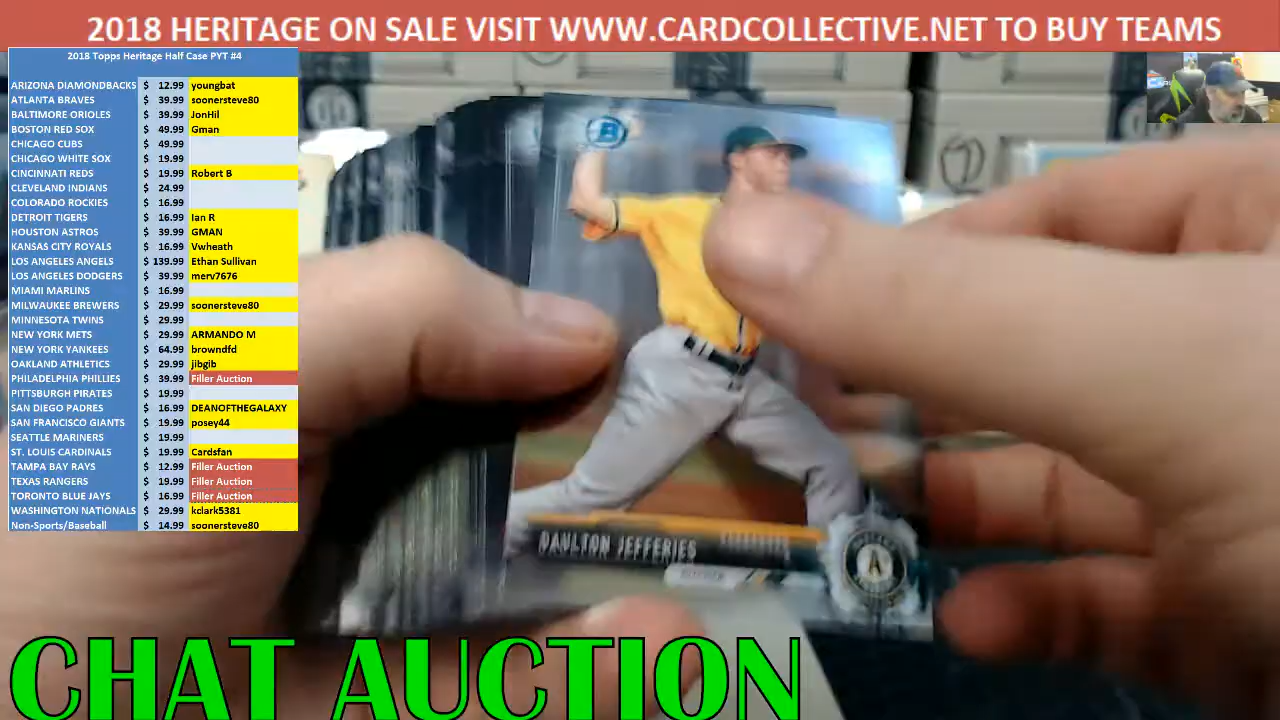 2018 HERITAGE ON SALE VISIT WWW.CARDCOLLECTIVE.NET TO BUY TEAMS
2018 Topps Heritage Half Case PYT #4
ARIZONA DIAMONDBACKS $ 12.99 youngbat
ATLANTA BRAVES $ 39.99 soonersteve80
BALTIMORE ORIOLES $ 39.99 JonHil
BOSTON RED SOX $ 49.99 Gman
CHICAGO CUBS $ 49.99
CHICAGO WHITE SOX $ 19.99
CINCINNATI REDS $ 19.99 Robert B
CLEVELAND INDIANS $ 24.99
COLORADO ROCKIES $ 16.99
DETROIT TIGERS $ 16.99 Ian R
HOUSTON ASTROS $ 39.99 GMAN
KANSAS CITY ROYALS $ 16.99 Vwheath
LOS ANGELES ANGELS $ 139.99 Ethan Sullivan
LOS ANGELES DODGERS $ 39.99 merv7676
MIAMI MARLINS $ 16.99
MILWAUKEE BREWERS $ 29.99 soonersteve80
MINNESOTA TWINS $ 29.99
NEW YORK METS $ 29.99 ARMANDO M
NEW YORK YANKEES $ 64.99 browndfd
OAKLAND ATHLETICS $ 29.99 jibgib
PHILADELPHIA PHILLIES $ 39.99 Filler Auction
PITTSBURGH PIRATES $ 19.99
SAN DIEGO PADRES $ 16.99 DEANOFTHEGALAXY
SAN FRANCISCO GIANTS $ 19.99 posey44
SEATTLE MARINERS $ 19.99
ST. LOUIS CARDINALS $ 19.99 Cardsfan
TAMPA BAY RAYS $ 12.99 Filler Auction
TEXAS RANGERS $ 19.99 Filler Auction
TORONTO BLUE JAYS $ 16.99 Filler Auction
WASHINGTON NATIONALS $ 29.99 kclark5381
Non-Sports/Baseball $ 14.99 soonersteve80
B
DAULTON JEFFERIES
A
CHAT AUCTION